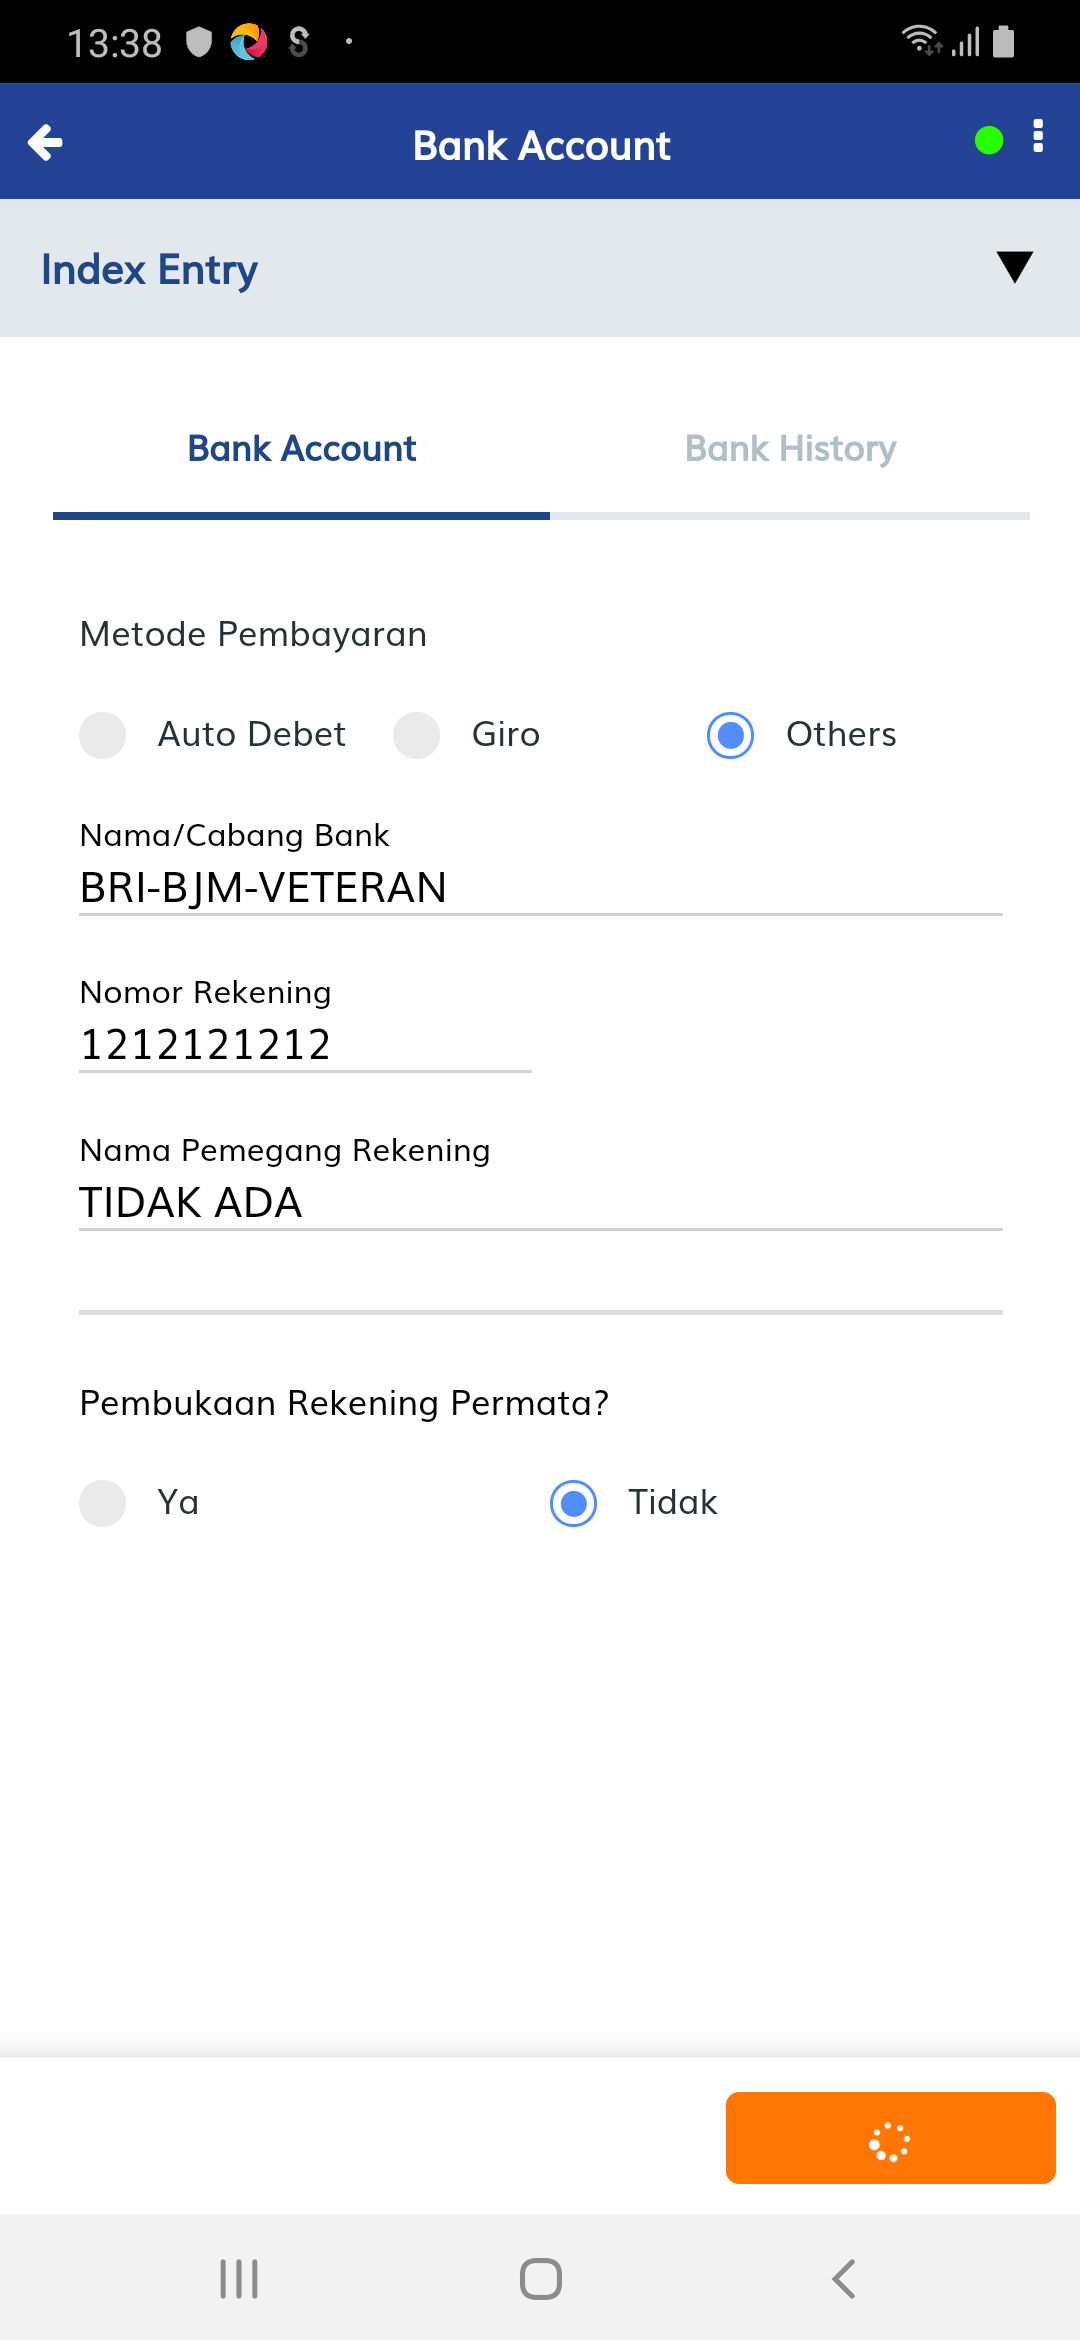 13:38
Bank Account
Index Entry
Bank Account
Bank History
Metode Pembayaran
Auto Debet
Giro
Others
Nama/Cabang Bank
BRI-BJM-VETERAN
Nomor Rekening
1212121212
Nama Pemegang Rekening
TIDAK ADA
Pembukaan Rekening Permata?
Ya
Tidak